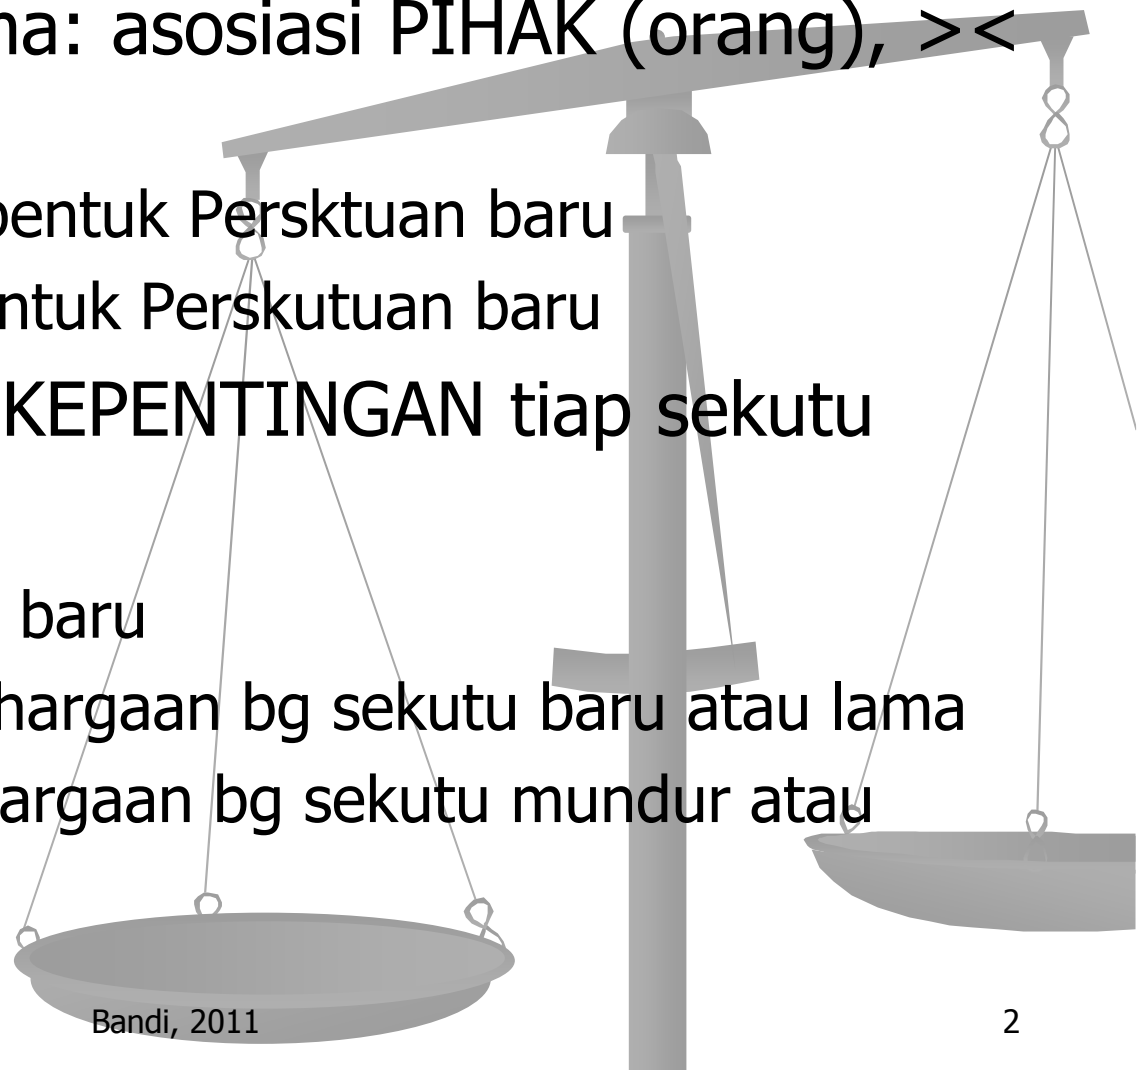 na: asosiasi PIHAK (orang), ><
bentuk Persktuan baru
ntuk Perskutuan baru
KEPENTINGAN tiap sekutu
baru
hargaan bg sekutu baru atau lama
argaan bg sekutu mundur atau
Bandi, 2011
2